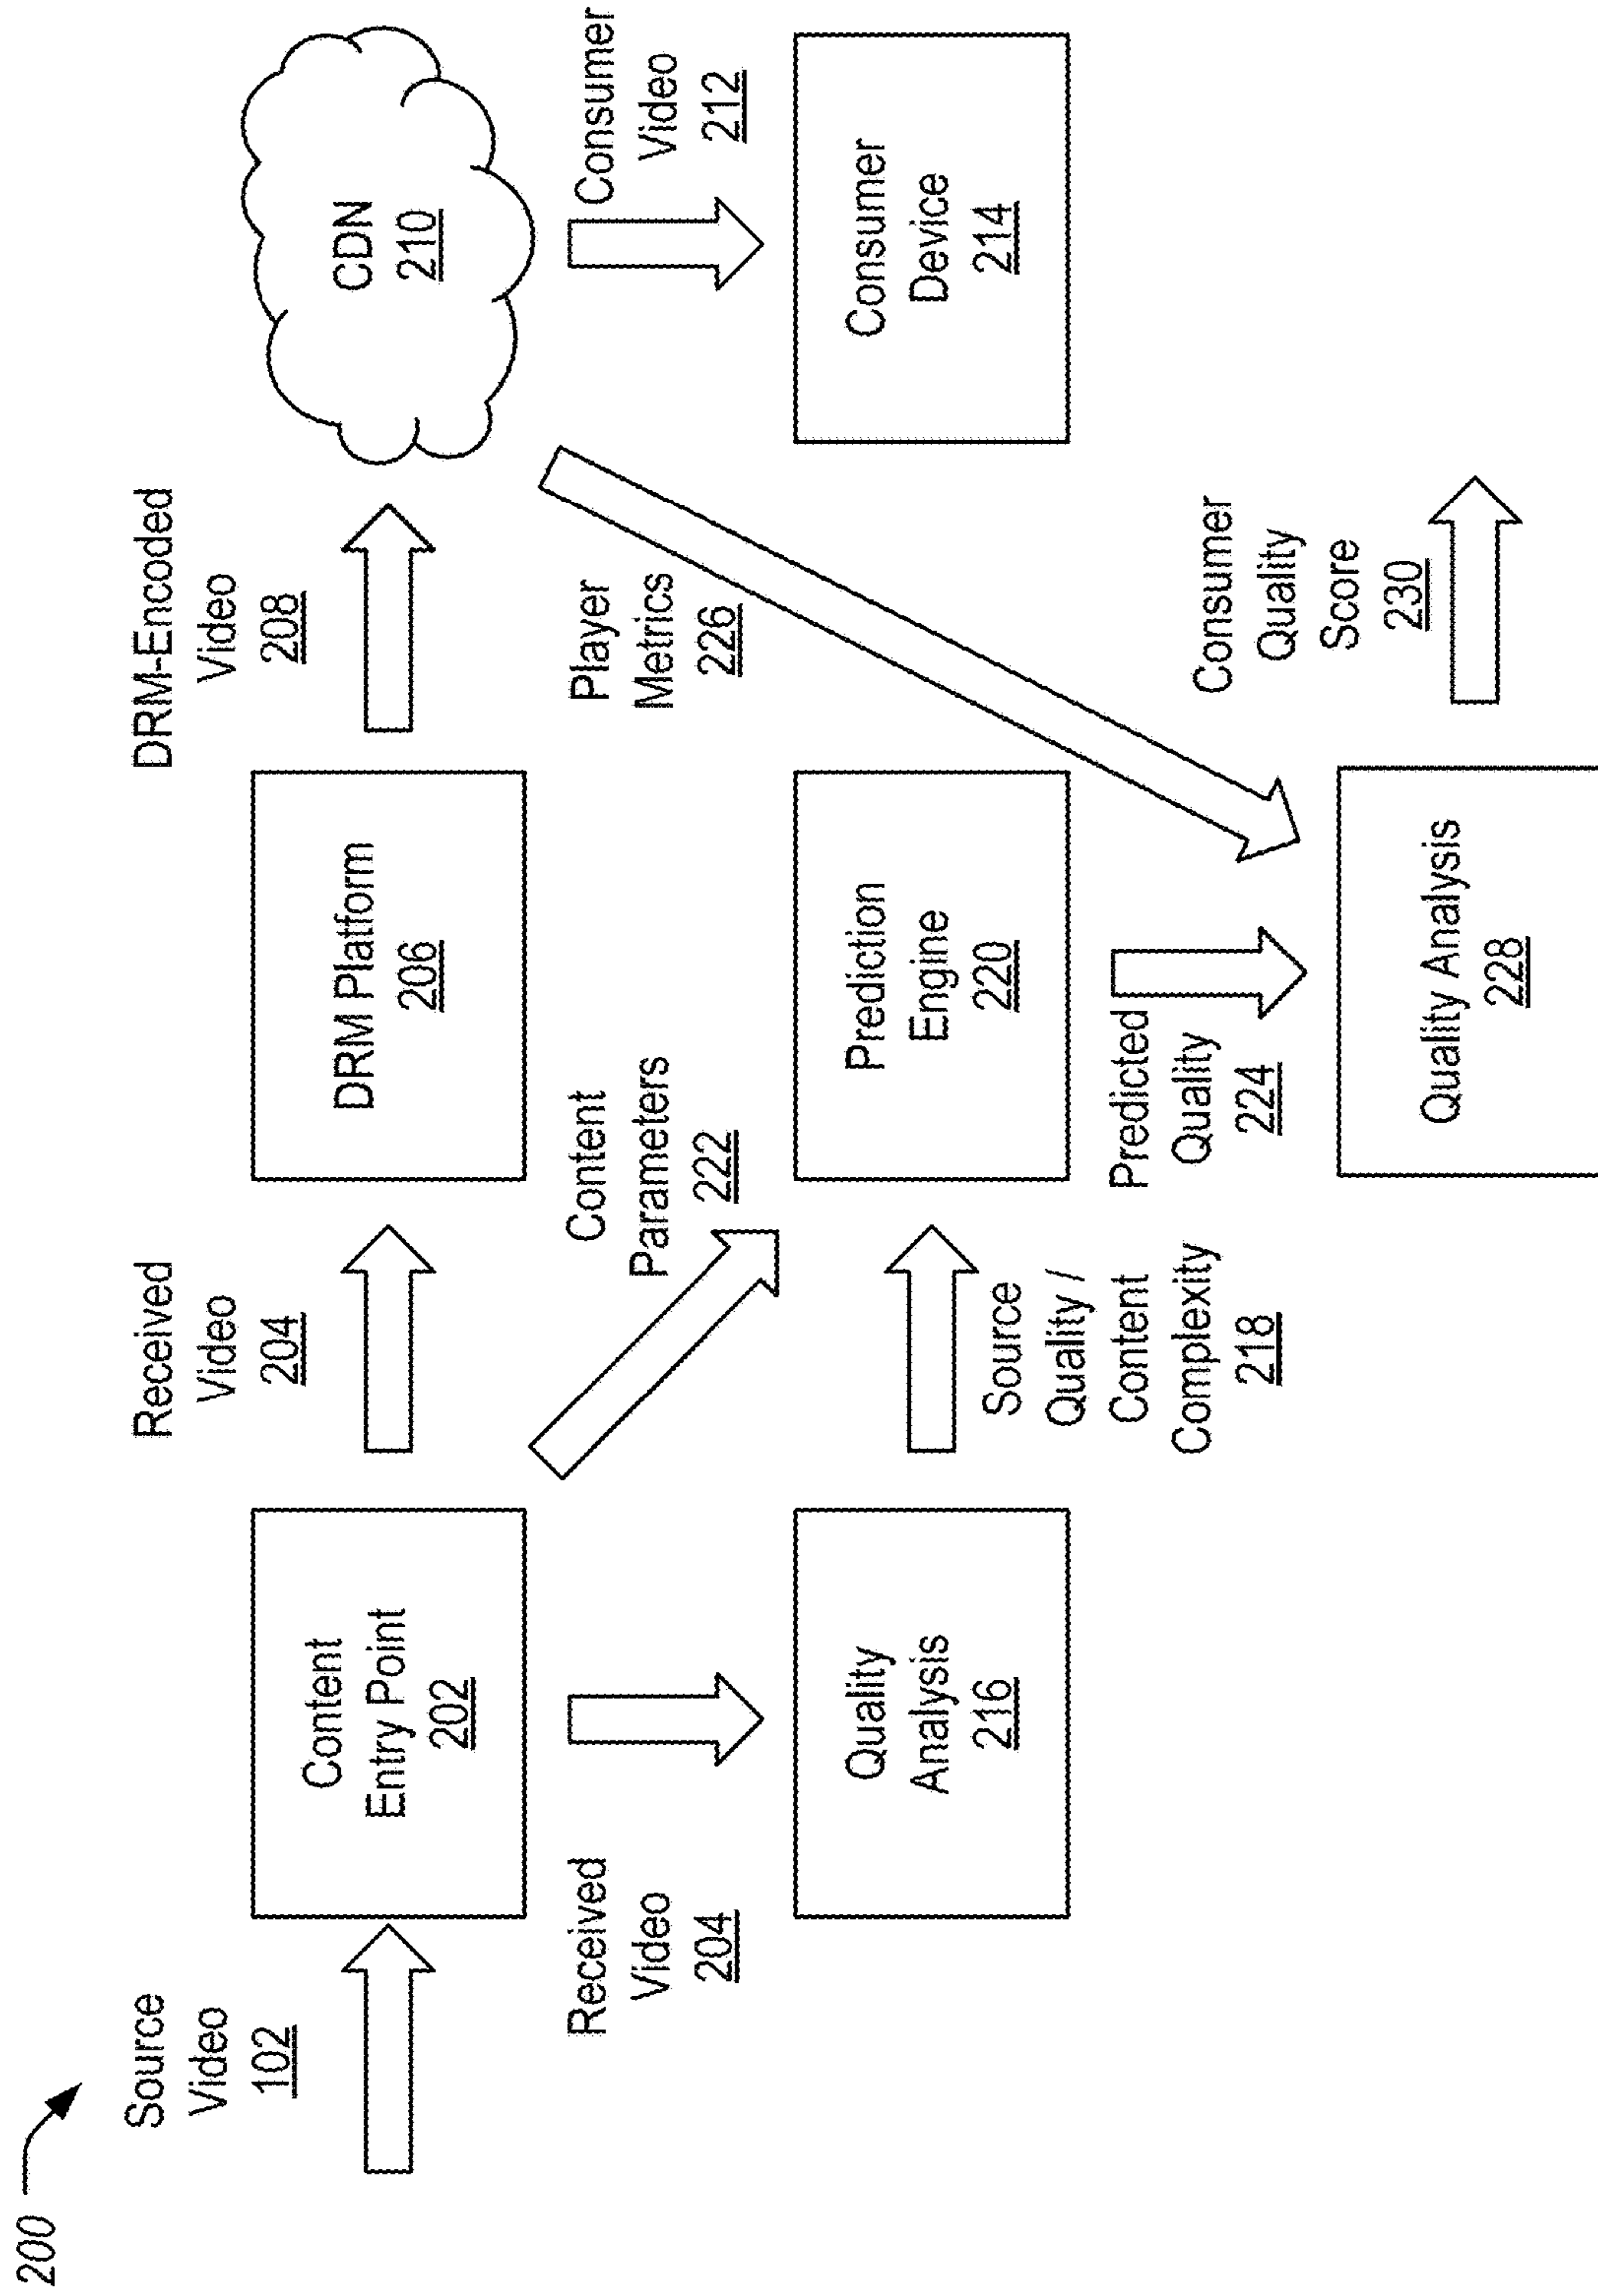 200
Source
Video
102
Received
Video
204
DRM-Encoded
Video
208
Content
Entry Point
202
DRM Platform
206
CDN
210
Received
Video
204
Content
Parameters
222
Player
Metrics
226
Consumer
Video
212
Quality
Analysis
216
Prediction
Engine
220
Consumer
Device
214
Source
Quality /
Content
Complexity
218
Predicted
Quality
224
Consumer
Quality
Score
230
Quality Analysis
228